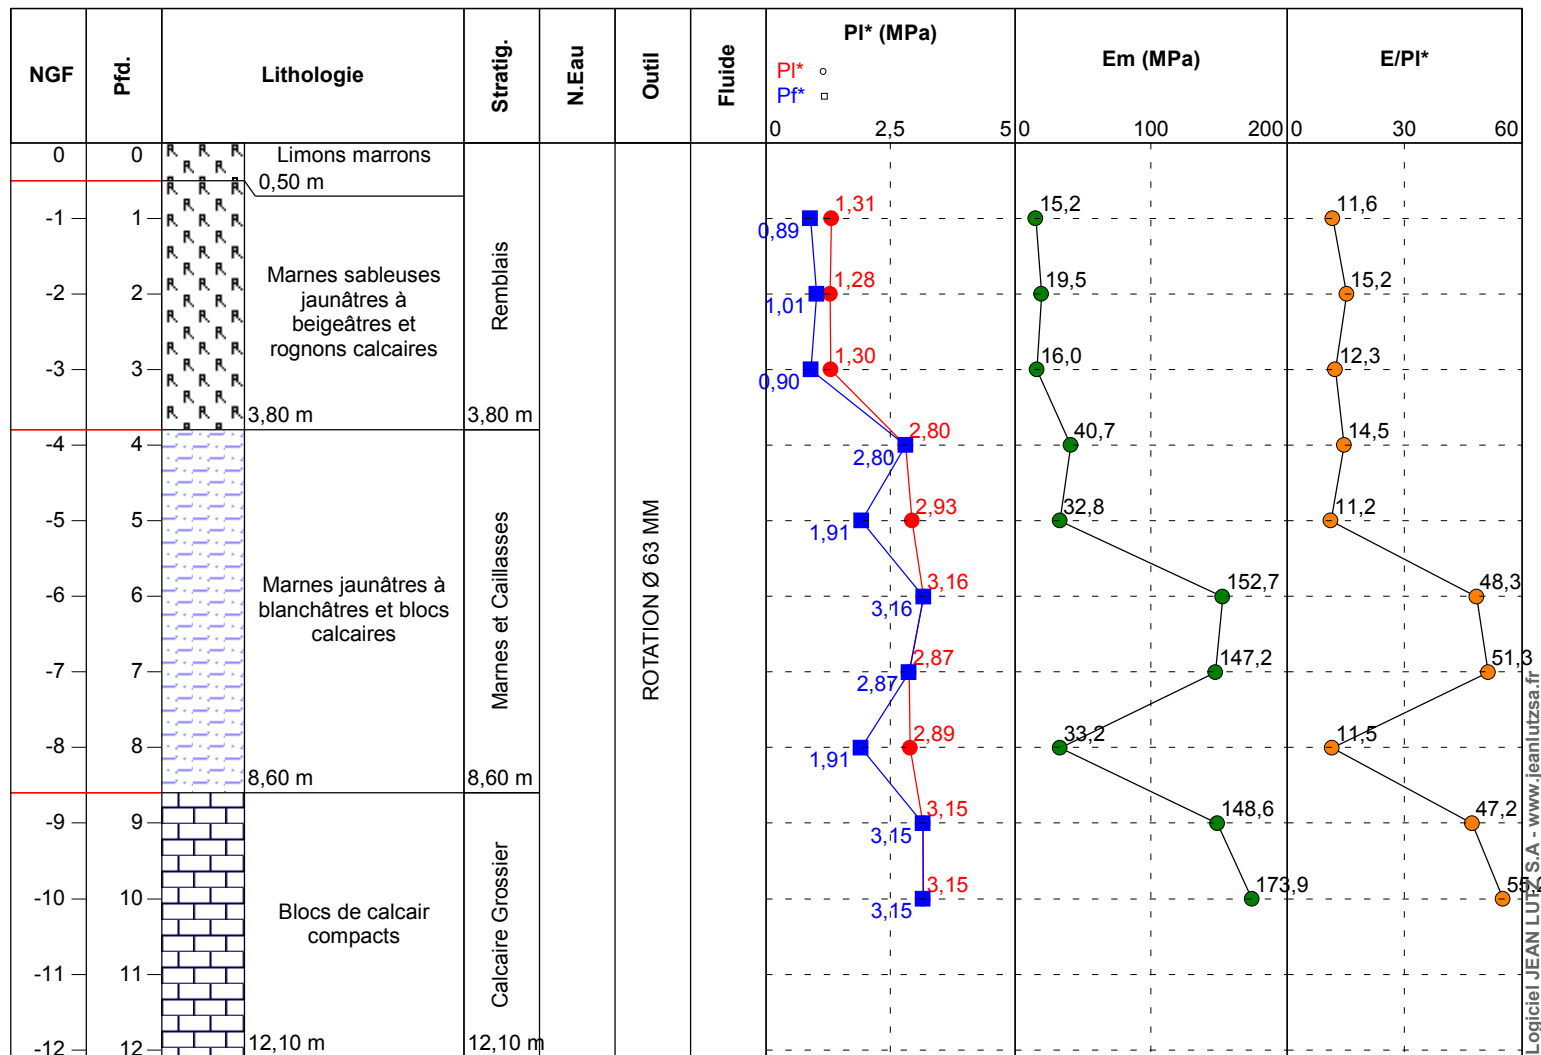 NGF
Pfd.
Lithologie
Stratig.
N.Eau
Outil
Fluide
Pl* (MPa)
Pl*
Pf*
0 2,5 5
Em (MPa)
0 100 200
E/Pl*
0 30 60
0 0
-1 1
-2 2
-3 3
-4 4
-5 5
-6 6
-7 7
-8 8
-9 9
-10 10
-11 11
-12 12
Limons marrons
0,50 m
Marnes sableuses
jaunâtres à
beigeâtres et
rognons calcaires
3,80 m
Marnes jaunâtres à
blanchâtres et blocs
calcaires
8,60 m
Blocs de calcair
compacts
12,10 m
Remblais
3,80 m
Marnes et Caillasses
8,60 m
Calcaire Grossier
12,10 m
ROTATION Ø 63 MM
1,31
0,89
1,28
1,01
1,30
0,90
2,80
2,80
2,93
1,91
3,16
3,16
2,87
2,87
2,89
1,91
3,15
3,15
3,15
3,15
15,2
19,5
16,0
40,7
32,8
152,7
147,2
33,2
148,6
173,9
11,6
15,2
12,3
14,5
11,2
48,3
51,3
11,5
47,2
Logiciel JEAN LUTZ S.A - www.jeanlutzsa.fr